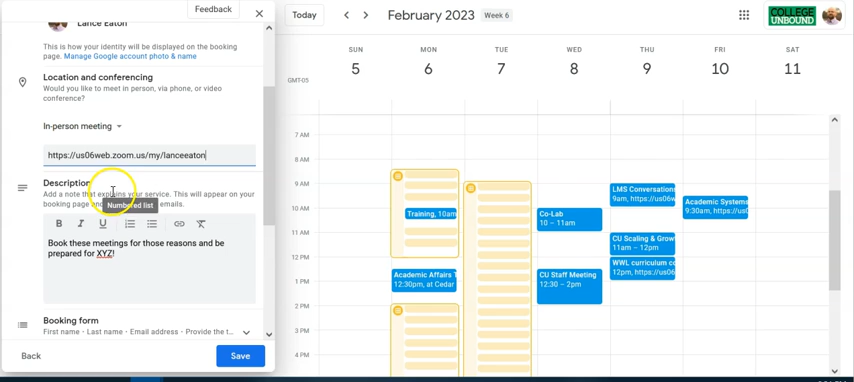 Feedback
Lance Eaton
This is how your identity will be displayed on the booking
page. Manage Google account photo & name
Location and conferencing
Would you like to meet in person, via phone, or video
conference?
In-person meeting
https://us06web.zoom.us/my/lanceeaton
Description
Add a note that explains your service. This will appear on your
booking page and emails.
Numbered list
B I U
Book these meetings for those reasons and be
prepared for XYZ!
Booking form
First name · Last name · Email address · Provide the t...
Back
Save
Today
February 2023
Week 6
COLLEGE
UNBOUND
SUN MON TUE WED THU FRI SAT
5 6 7 8 9 10 11
GMT-05
7 AM
8 AM
9 AM
10 AM
11 AM
12 PM
1 PM
2 PM
3 PM
4 PM
Training, 10am
Academic Affairs T
12:30pm, at Cedar
Co-Lab
10 – 11am
CU Staff Meeting
12:30 – 2pm
LMS Conversations
9am, https://us06w
CU Scaling & Grow
11am – 12pm
WWL curriculum co
12pm, https://us06
Academic Systems
9:30am, https://us0